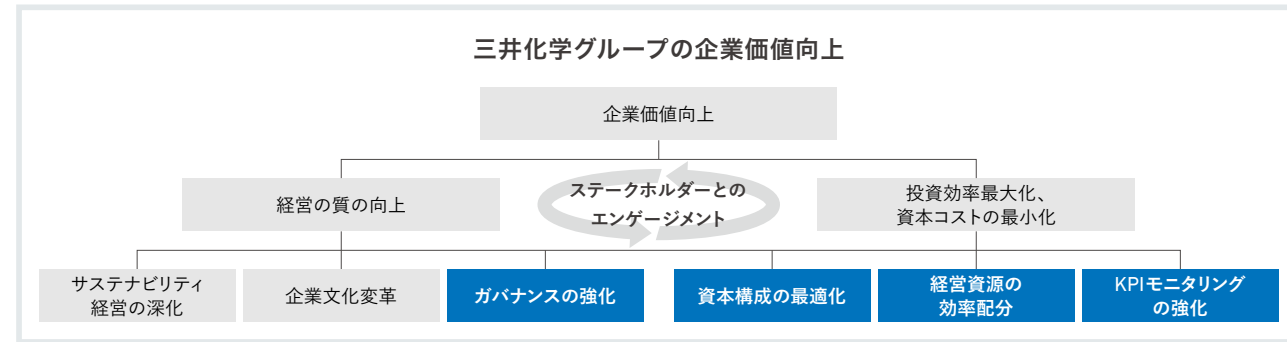 三井化学グループの企業価値向上
企業価値向上
経営の質の向上
ステークホルダーとの
エンゲージメント
投資効率最大化、
資本コストの最小化
サステナビリティ
経営の深化
企業文化変革
ガバナンスの強化
資本構成の最適化
経営資源の
効率配分
KPIモニタリング
の強化